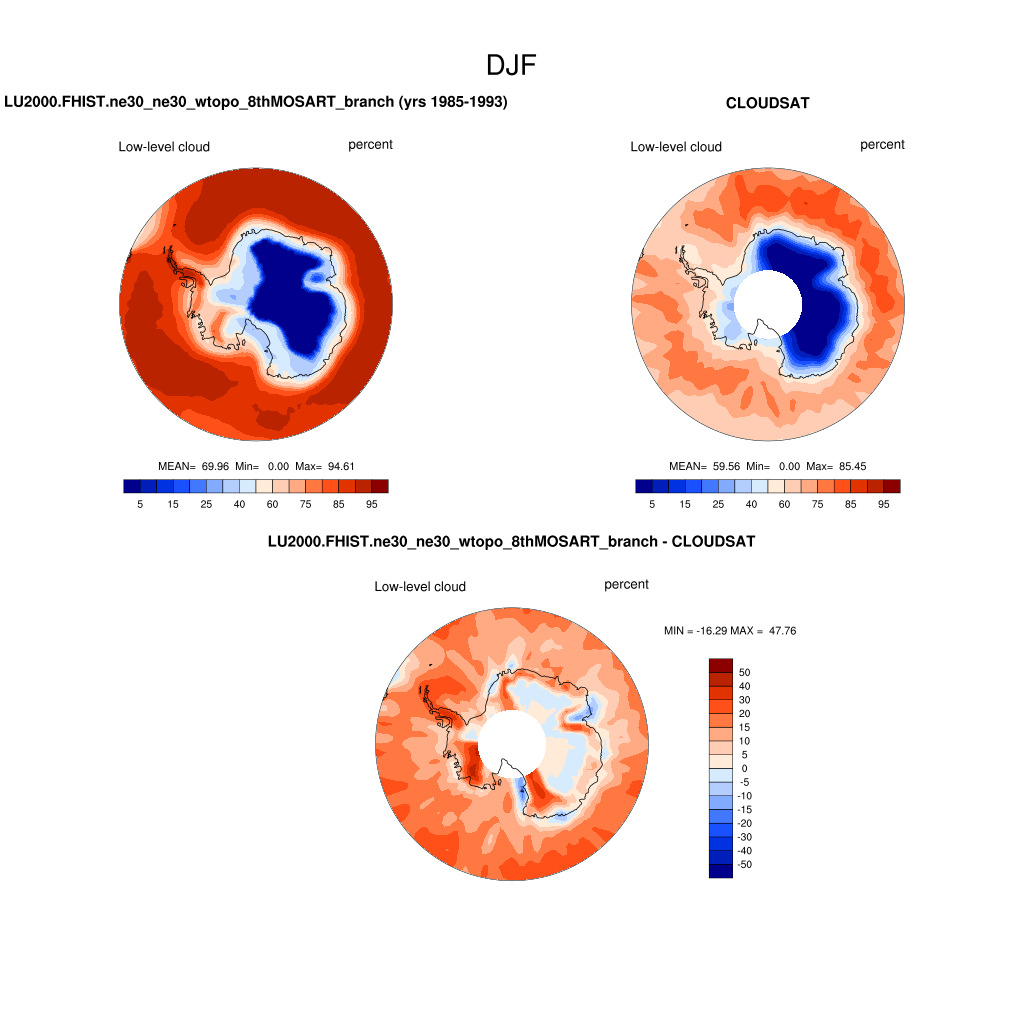 DJF
LU2000.FHIST.ne30_ne30_wtopo_8thMOSART_branch (yrs 1985-1993)
CLOUDSAT
Low-level cloud
percent
Low-level cloud
percent
MEAN= 69.96 Min= 0.00 Max= 94.61
5 15 25 40 60 75 85 95
MEAN= 59.56 Min= 0.00 Max= 85.45
5 15 25 40 60 75 85 95
LU2000.FHIST.ne30_ne30_wtopo_8thMOSART_branch - CLOUDSAT
Low-level cloud
percent
MIN = -16.29 MAX = 47.76
50
40
30
20
15
10
5
0
-5
-10
-15
-20
-30
-40
-50